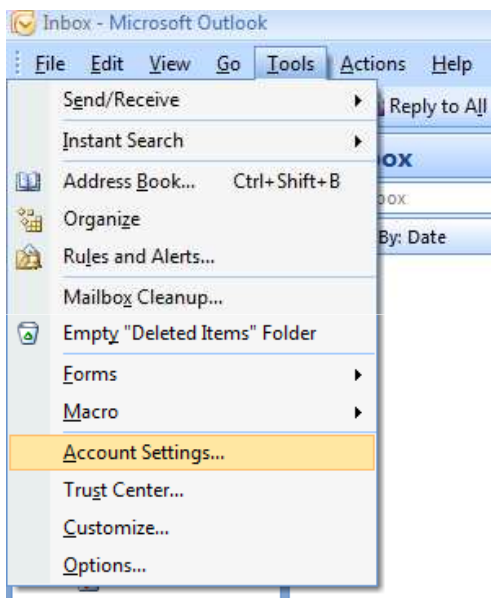 Inbox - Microsoft Outlook
File Edit View Go Tools Actions Help
Send/Receive
Reply to All
Instant Search
Address Book... Ctrl+Shift+B
Organize
By: Date
Rules and Alerts...
Mailbox Cleanup...
Empty "Deleted Items" Folder
Forms
Macro
Account Settings...
Trust Center...
Customize...
Options...